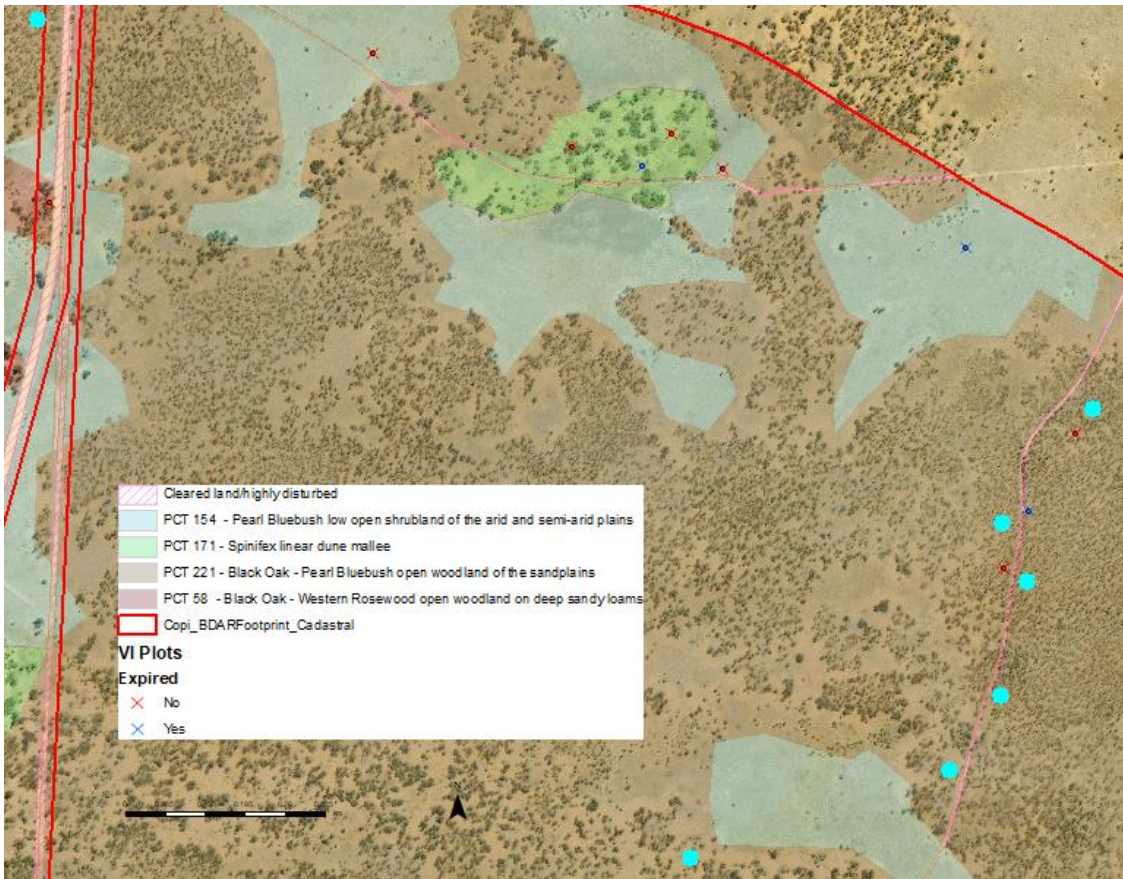 Cleared land/highly disturbed
PCT 154 - Pearl Bluebush low open shrubland of the arid and semi-arid plains
PCT 171 - Spinifex linear dune mallee
PCT 221 - Black Oak - Pearl Bluebush open woodland of the sandplains
PCT 58 - Black Oak - Western Rosewood open woodland on deep sandy loams
Copi_BDARFootprint_Cadastral
VI Plots
Expired
No
Yes